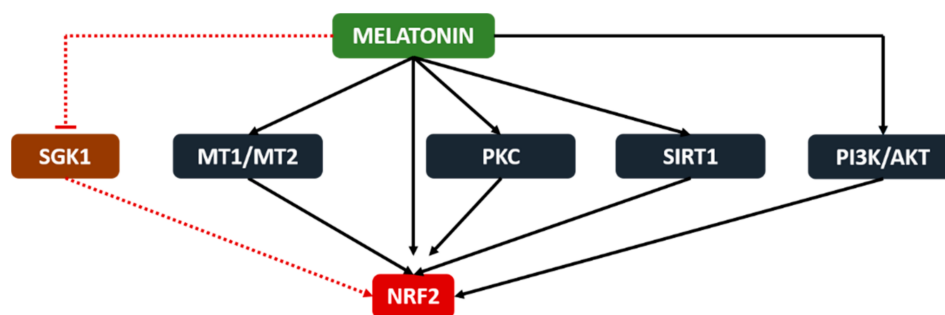 MELATONIN
SGK1
MT1/MT2
PKC
SIRT1
PI3K/AKT
NRF2